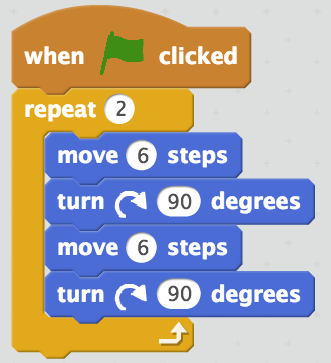 when clicked
repeat 2
move 6 steps
turn 90 degrees
move 6 steps
turn 90 degrees